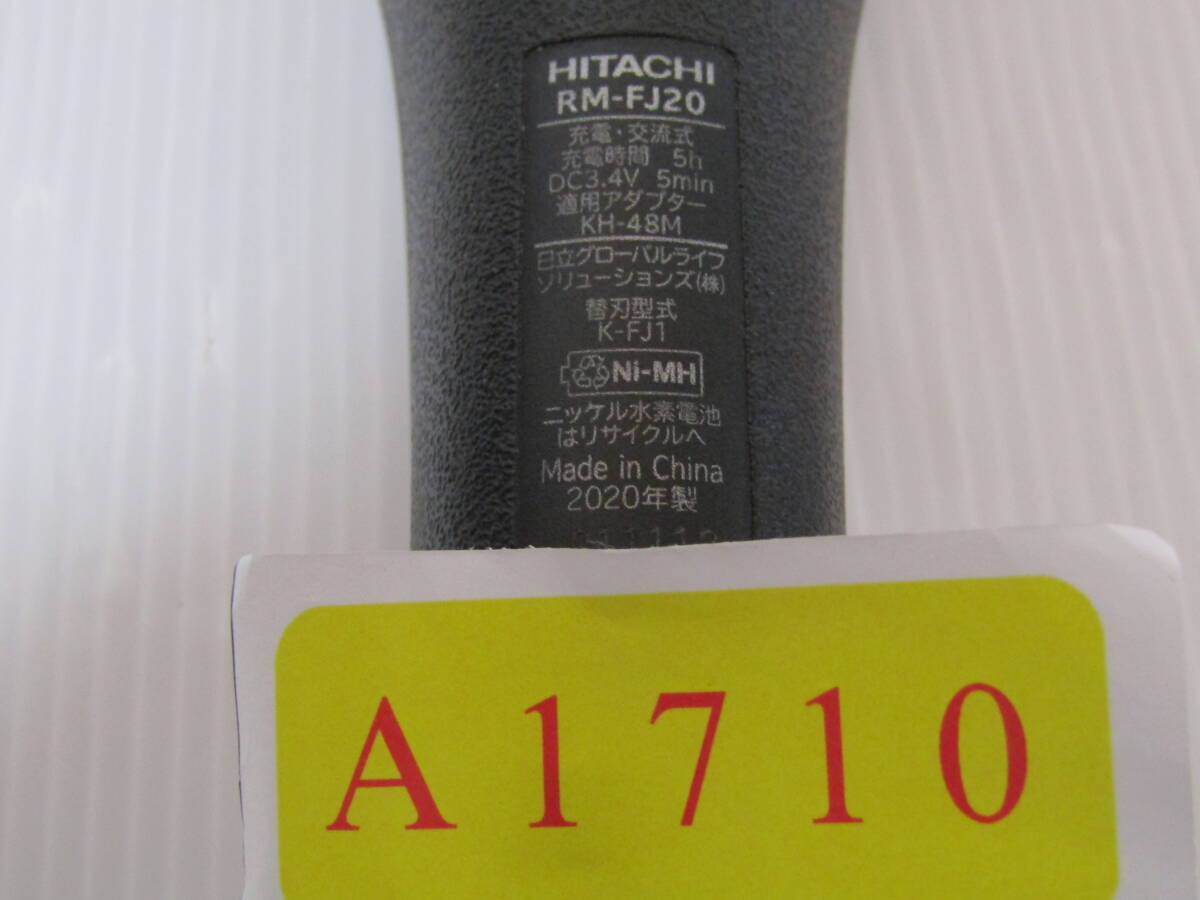 HITACHI
RM-FJ20
充電・交流式
充電時間 5h
DC3.4V 5min
適用アダプター
KH-48M
日立グローバルライフ
ソリューションズ(株)
替刃型式
K-FJ1
Ni-MH
ニッケル水素電池
はリサイクルへ
Made in China
2020年製
A1710